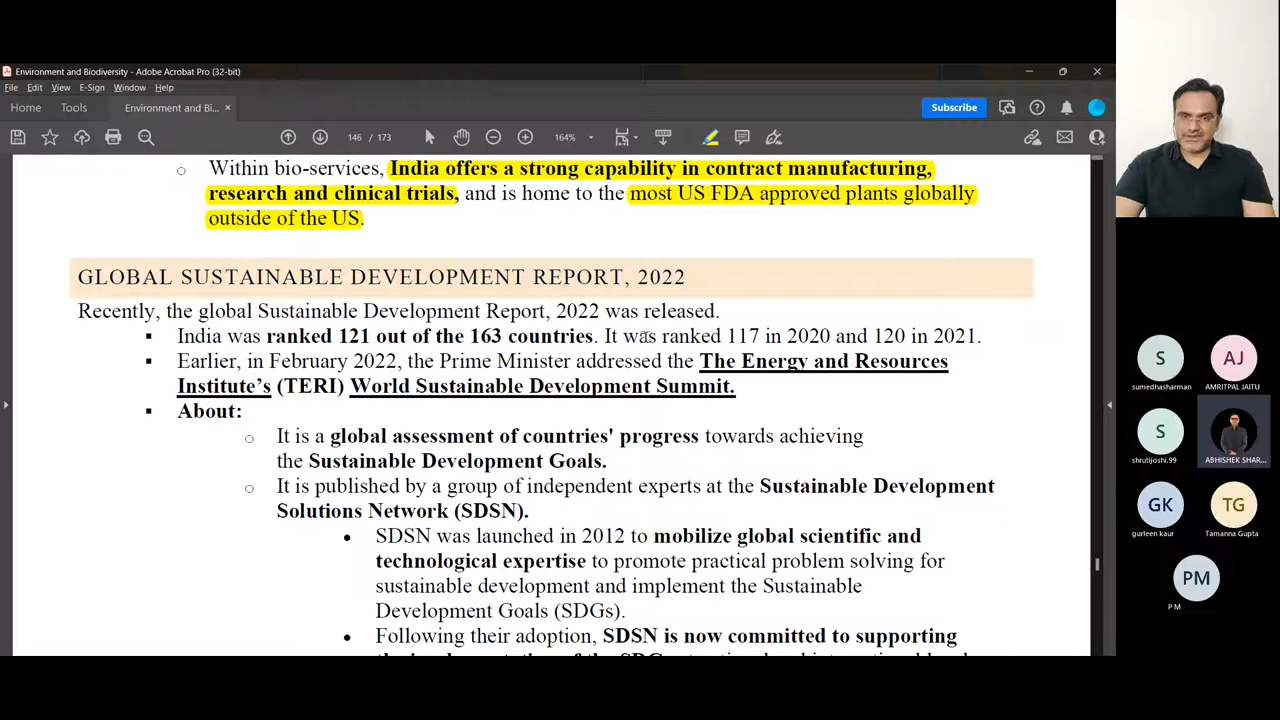 Environment and Biodiversity - Adobe Acrobat Pro (32-bit)
File Edit View E-Sign Window Help
Home Tools Environment and Bi... × Subscribe
146 / 173 164%
Within bio-services, India offers a strong capability in contract manufacturing,
research and clinical trials, and is home to the most US FDA approved plants globally
outside of the US.
GLOBAL SUSTAINABLE DEVELOPMENT REPORT, 2022
Recently, the global Sustainable Development Report, 2022 was released.
India was ranked 121 out of the 163 countries. It was ranked 117 in 2020 and 120 in 2021.
Earlier, in February 2022, the Prime Minister addressed the The Energy and Resources
Institute’s (TERI) World Sustainable Development Summit.
About:
It is a global assessment of countries' progress towards achieving
the Sustainable Development Goals.
It is published by a group of independent experts at the Sustainable Development
Solutions Network (SDSN).
SDSN was launched in 2012 to mobilize global scientific and
technological expertise to promote practical problem solving for
sustainable development and implement the Sustainable
Development Goals (SDGs).
Following their adoption, SDSN is now committed to supporting
S AJ
sumedhasharman AMRITPAL JAITU
S
shrutijoshi.99 ABHISHEK SHAR...
GK TG
gurleen kaur Tamanna Gupta
PM
P M